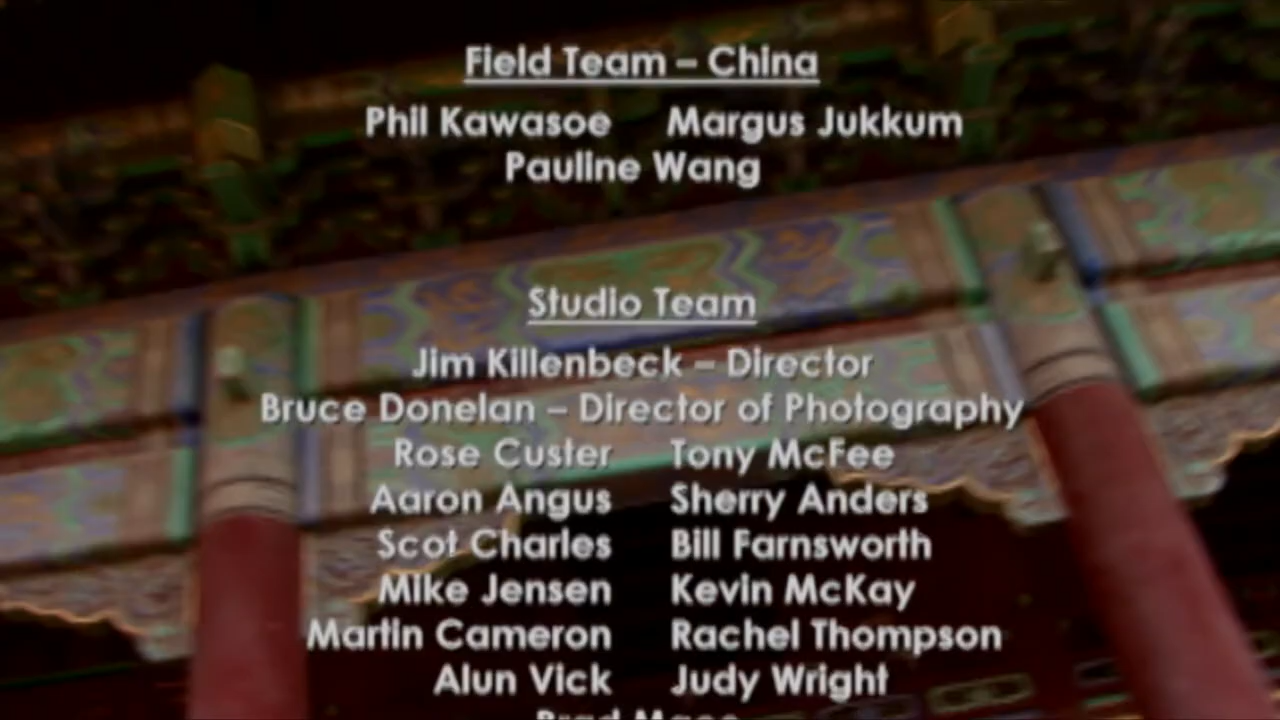 Field Team – China
Phil Kawasoe Margus Jukkum
Pauline Wang
Studio Team
Jim Killenbeck – Director
Bruce Donelan – Director of Photography
Rose Custer Tony McFee
Aaron Angus Sherry Anders
Scot Charles Bill Farnsworth
Mike Jensen Kevin McKay
Martin Cameron Rachel Thompson
Alun Vick Judy Wright